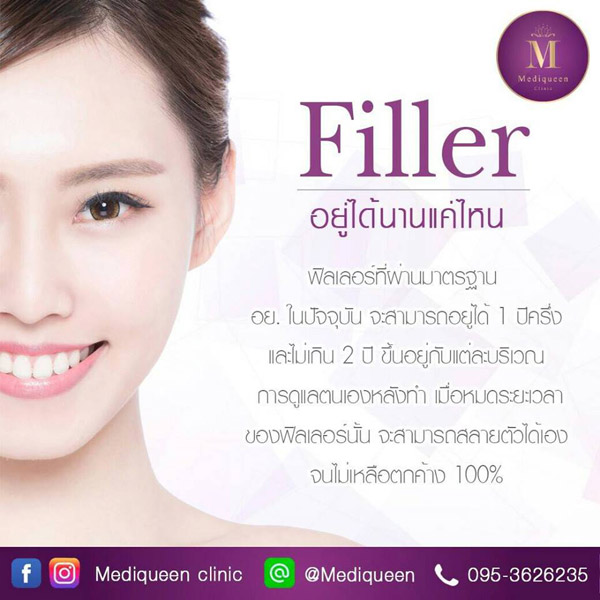 M
Mediqueen
Clinic
Filler
อยู่ได้นานแค่ไหน
ฟิลเลอร์ที่ผ่านมาตรฐาน
อย. ในปัจจุบัน จะสามารถอยู่ได้ 1 ปีครึ่ง
และไม่เกิน 2 ปี ขึ้นอยู่กับแต่ละบริเวณ
การดูแลตนเองหลังทำ เมื่อหมดระยะเวลา
ของฟิลเลอร์นั้น จะสามารถสลายตัวได้เอง
จนไม่เหลือตกค้าง 100%
f Mediqueen clinic @ @Mediqueen 095-3626235